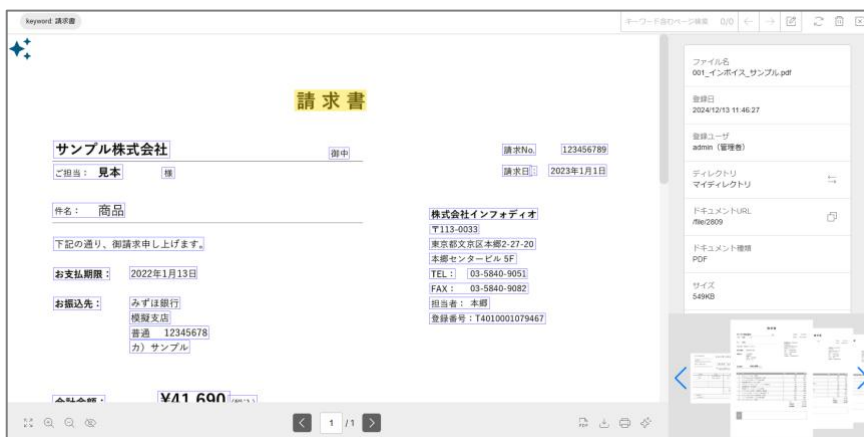 keyword: 請求書
キーワード含むページ検索 0/0
請求書
サンプル株式会社 御中
ご担当： 見本 様
件名： 商品
下記の通り、御請求申し上げます。
お支払期限： 2022年1月13日
お振込先： みずほ銀行
模擬支店
普通 12345678
カ）サンプル
¥41,690
請求No. 123456789
請求日: 2023年1月1日
株式会社インフォディオ
〒113-0033
東京都文京区本郷2-27-20
本郷センタービル 5F
TEL： 03-5840-9051
FAX： 03-5840-9082
担当者： 本郷
登録番号：T4010001079467
ファイル名
001_インボイス_サンプル.pdf
登録日
2024/12/13 11:46:27
登録ユーザ
admin（管理者）
ディレクトリ
マイディレクトリ
ドキュメントURL
/file/2809
ドキュメント種類
PDF
サイズ
549KB
1 /1